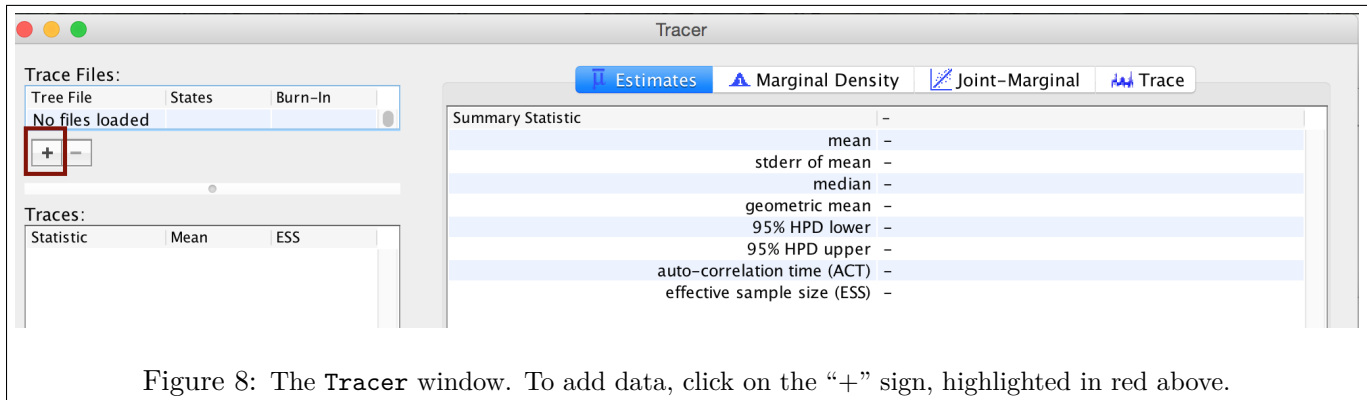 Tracer
Trace Files:
Tree File States Burn-In
No files loaded
+ −
Traces:
Statistic Mean ESS
Estimates Marginal Density Joint-Marginal Trace
Summary Statistic -
mean -
stderr of mean -
median -
geometric mean -
95% HPD lower -
95% HPD upper -
auto-correlation time (ACT) -
effective sample size (ESS) -
Figure 8: The Tracer window. To add data, click on the “+” sign, highlighted in red above.